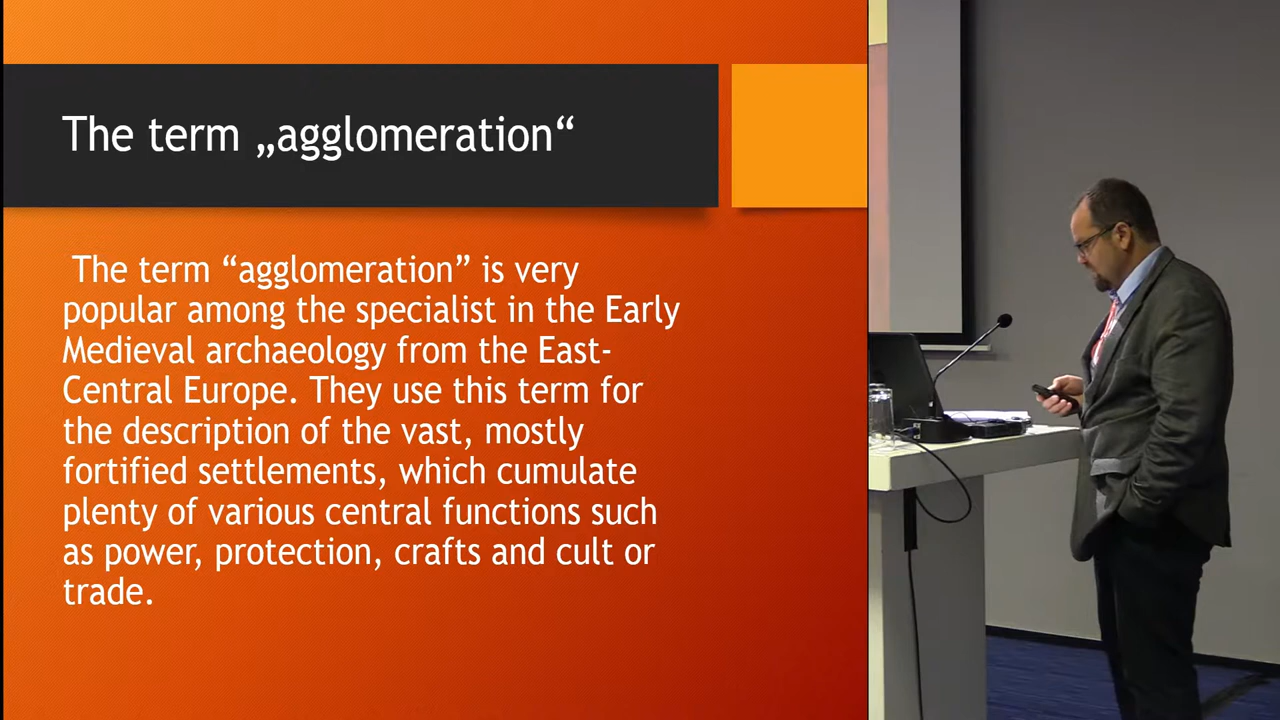 The term „agglomeration“
The term “agglomeration” is very
popular among the specialist in the Early
Medieval archaeology from the East-
Central Europe. They use this term for
the description of the vast, mostly
fortified settlements, which cumulate
plenty of various central functions such
as power, protection, crafts and cult or
trade.